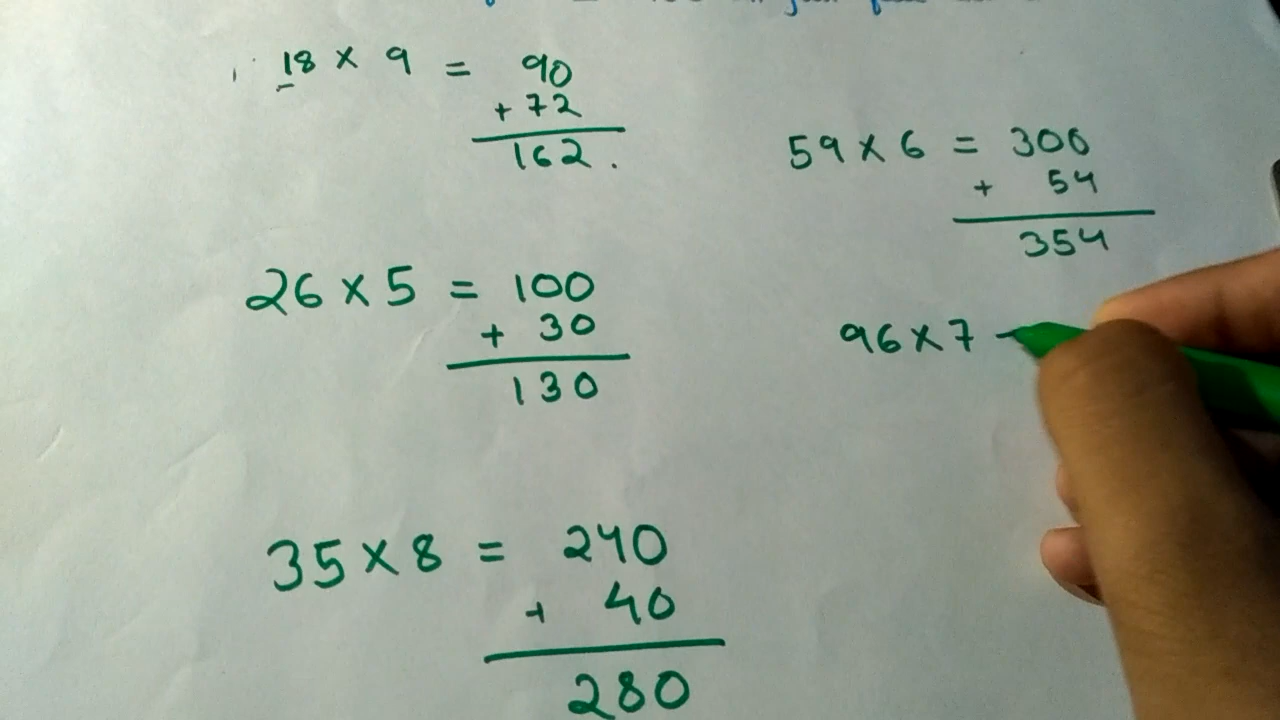 18 × 9 = 90
+ 72
162.
26 × 5 = 100
+ 30
130
35 × 8 = 240
+ 40
280
59 × 6 = 300
+ 54
354
96 × 7 -